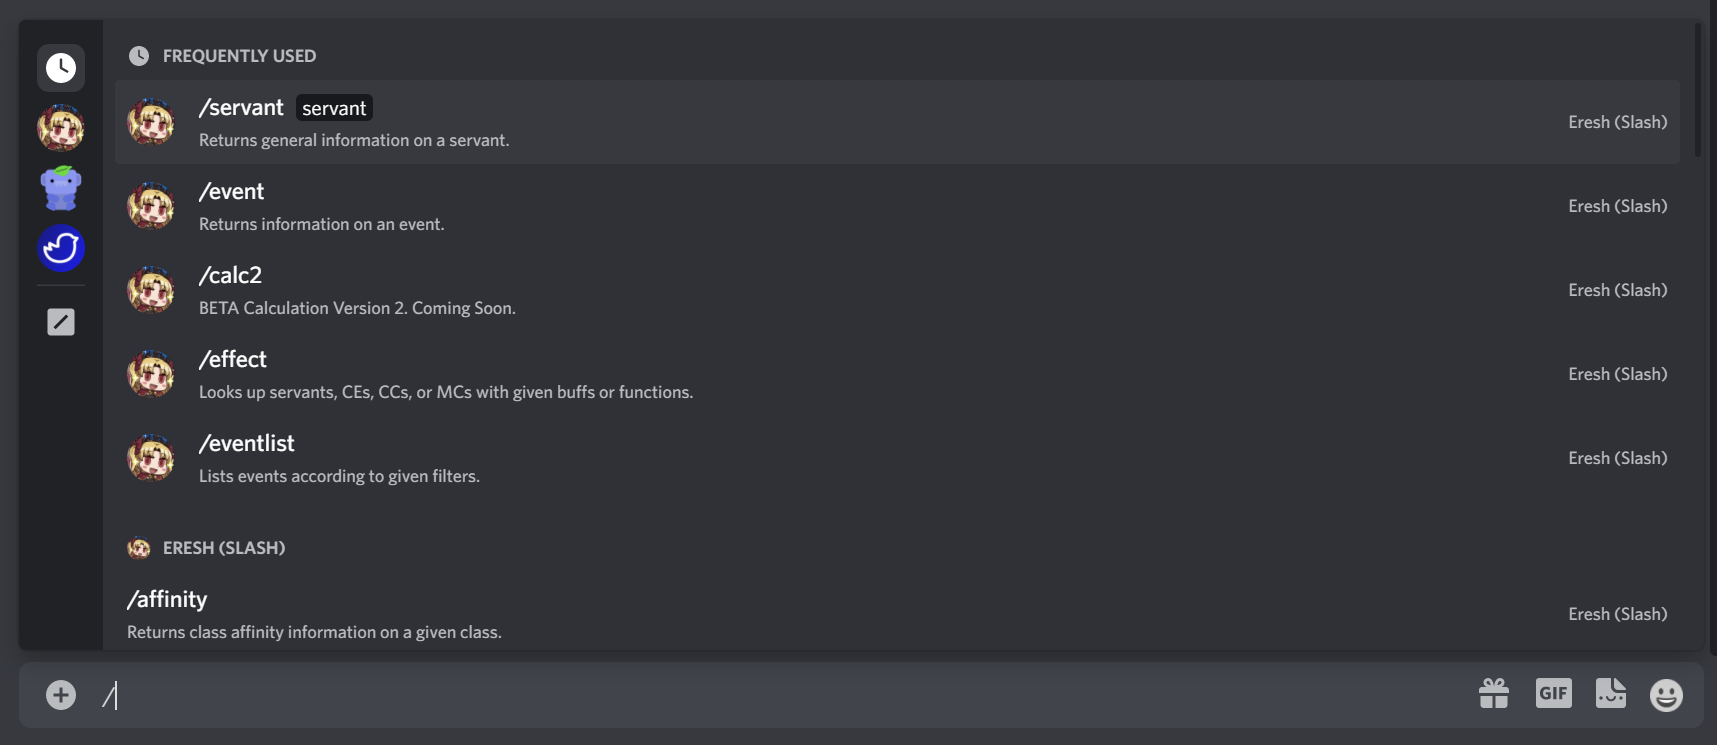 FREQUENTLY USED
/servant servant
Returns general information on a servant.
Eresh (Slash)
/event
Returns information on an event.
Eresh (Slash)
/calc2
BETA Calculation Version 2. Coming Soon.
Eresh (Slash)
/effect
Looks up servants, CEs, CCs, or MCs with given buffs or functions.
Eresh (Slash)
/eventlist
Lists events according to given filters.
Eresh (Slash)
ERESH (SLASH)
/affinity
Returns class affinity information on a given class.
Eresh (Slash)
/
GIF